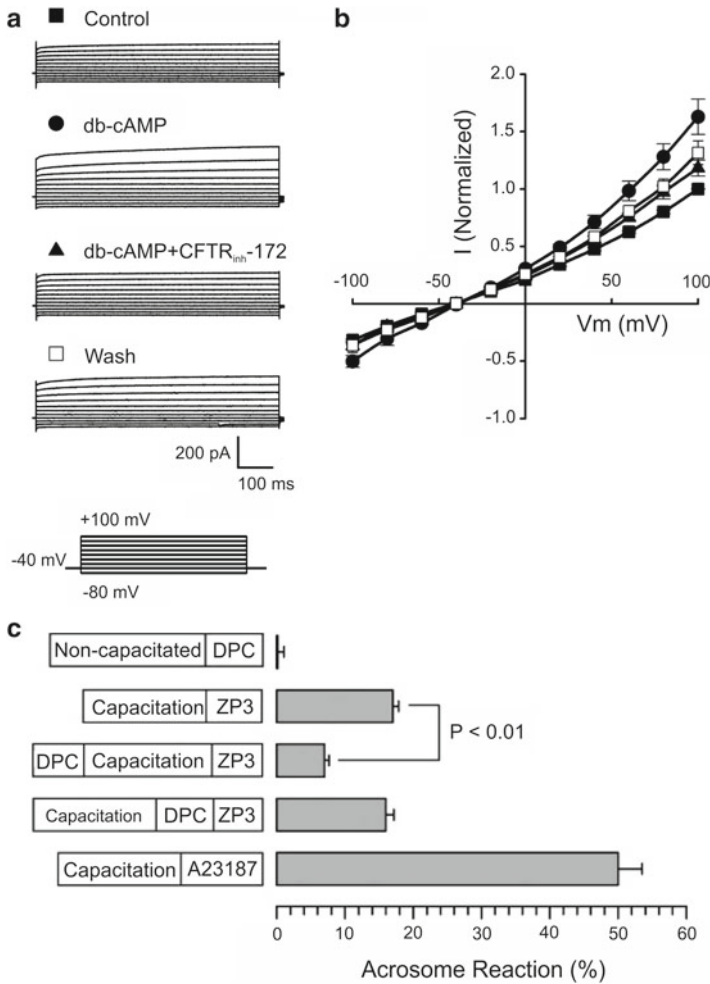 a
Control
db-cAMP
db-cAMP+CFTRinh-172
Wash
200 pA
100 ms
+100 mV
-40 mV
-80 mV
b
2.0
1.5
1.0
0.5
-0.5
-1.0
I (Normalized)
-100
-50
50
100
Vm (mV)
c
Non-capacitated DPC
Capacitation ZP3
DPC Capacitation ZP3
Capacitation DPC ZP3
Capacitation A23187
P < 0.01
0 10 20 30 40 50 60
Acrosome Reaction (%)